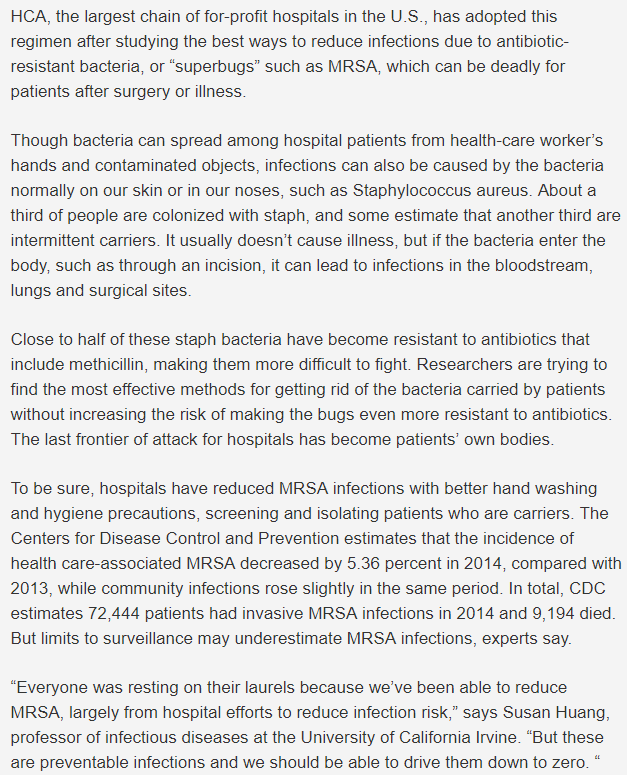 HCA, the largest chain of for-profit hospitals in the U.S., has adopted this
regimen after studying the best ways to reduce infections due to antibiotic-
resistant bacteria, or “superbugs” such as MRSA, which can be deadly for
patients after surgery or illness.
Though bacteria can spread among hospital patients from health-care worker’s
hands and contaminated objects, infections can also be caused by the bacteria
normally on our skin or in our noses, such as Staphylococcus aureus. About a
third of people are colonized with staph, and some estimate that another third are
intermittent carriers. It usually doesn’t cause illness, but if the bacteria enter the
body, such as through an incision, it can lead to infections in the bloodstream,
lungs and surgical sites.
Close to half of these staph bacteria have become resistant to antibiotics that
include methicillin, making them more difficult to fight. Researchers are trying to
find the most effective methods for getting rid of the bacteria carried by patients
without increasing the risk of making the bugs even more resistant to antibiotics.
The last frontier of attack for hospitals has become patients’ own bodies.
To be sure, hospitals have reduced MRSA infections with better hand washing
and hygiene precautions, screening and isolating patients who are carriers. The
Centers for Disease Control and Prevention estimates that the incidence of
health care-associated MRSA decreased by 5.36 percent in 2014, compared with
2013, while community infections rose slightly in the same period. In total, CDC
estimates 72,444 patients had invasive MRSA infections in 2014 and 9,194 died.
But limits to surveillance may underestimate MRSA infections, experts say.
“Everyone was resting on their laurels because we’ve been able to reduce
MRSA, largely from hospital efforts to reduce infection risk,” says Susan Huang,
professor of infectious diseases at the University of California Irvine. “But these
are preventable infections and we should be able to drive them down to zero. “